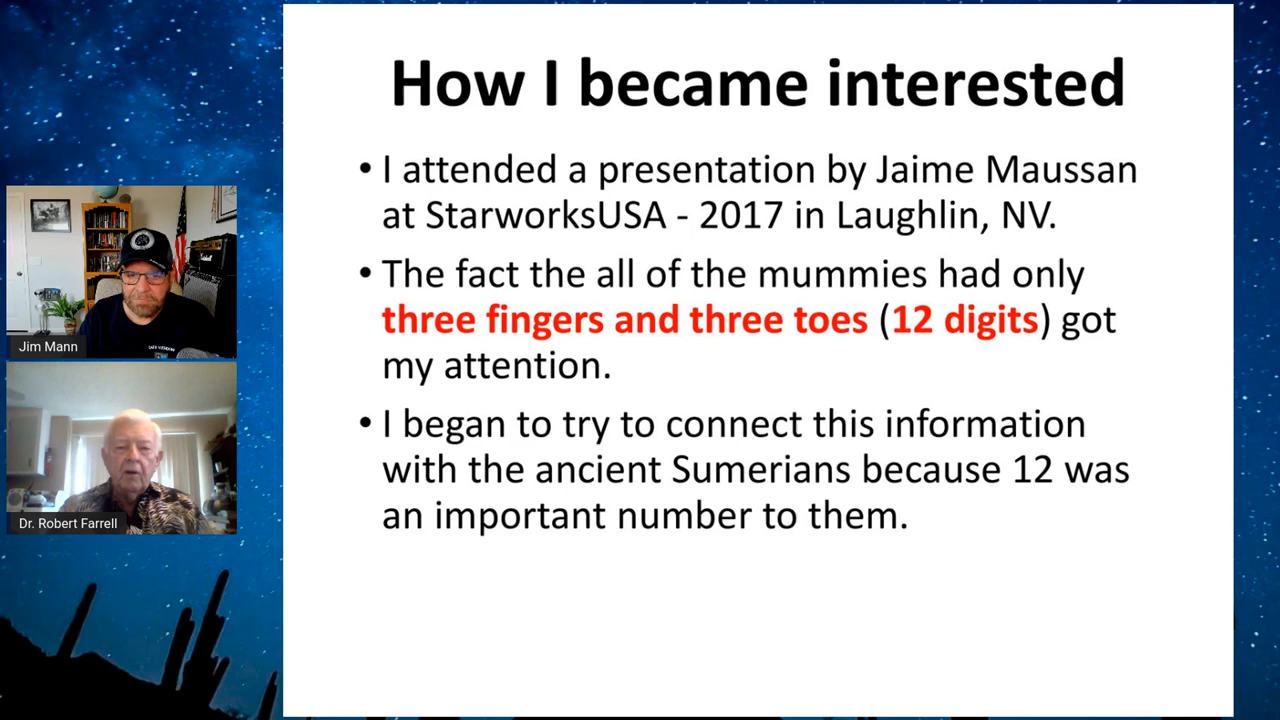 How I became interested
• I attended a presentation by Jaime Maussan
at StarworksUSA - 2017 in Laughlin, NV.
• The fact the all of the mummies had only
three fingers and three toes (12 digits) got
my attention.
• I began to try to connect this information
with the ancient Sumerians because 12 was
an important number to them.
Jim Mann
Dr. Robert Farrell